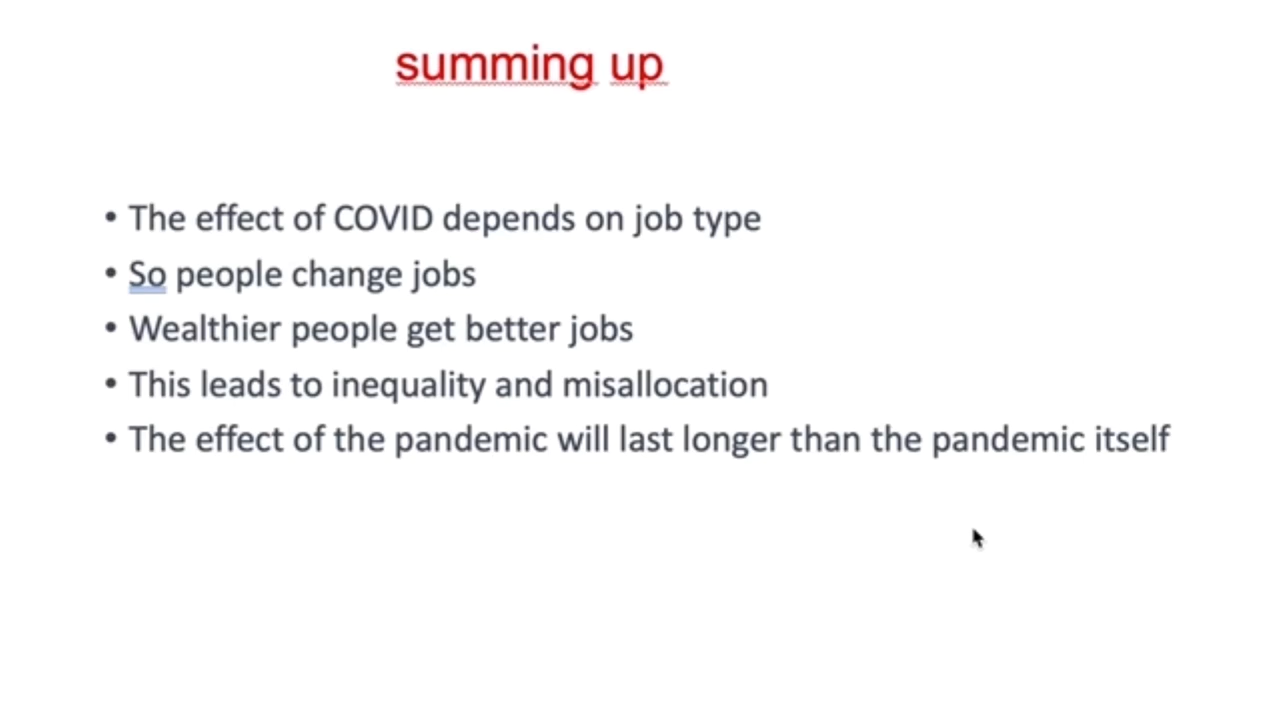 summing up
• The effect of COVID depends on job type
• So people change jobs
• Wealthier people get better jobs
• This leads to inequality and misallocation
• The effect of the pandemic will last longer than the pandemic itself